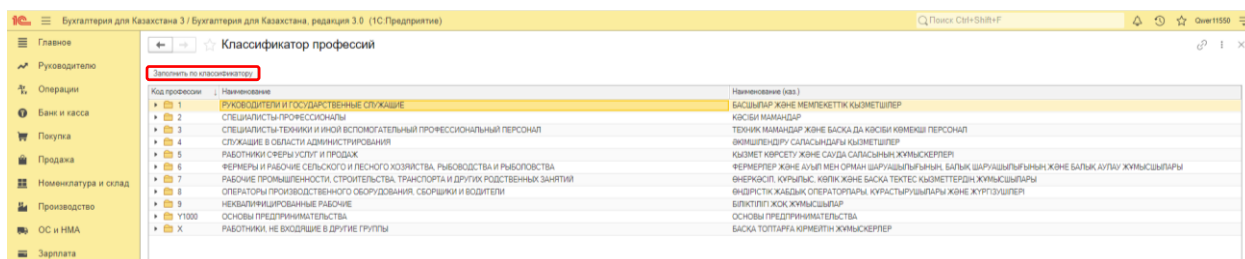 1С Бухгалтерия для Казахстана 3 / Бухгалтерия для Казахстана, редакция 3.0 (1С:Предприятие) Поиск Ctrl+Shift+F Qwer11550
Главное
Руководителю
Операции
Банк и касса
Покупка
Продажа
Номенклатура и склад
Производство
ОС и НМА
Зарплата
Классификатор профессий
Заполнить по классификатору
Код профессии ↓ Наименование Наименование (каз.)
1 РУКОВОДИТЕЛИ И ГОСУДАРСТВЕННЫЕ СЛУЖАЩИЕ БАСШЫЛАР ЖӘНЕ МЕМЛЕКЕТТІК ҚЫЗМЕТШІЛЕР
2 СПЕЦИАЛИСТЫ-ПРОФЕССИОНАЛЫ КӘСІБИ МАМАНДАР
3 СПЕЦИАЛИСТЫ-ТЕХНИКИ И ИНОЙ ВСПОМОГАТЕЛЬНЫЙ ПРОФЕССИОНАЛЬНЫЙ ПЕРСОНАЛ ТЕХНИК МАМАНДАР ЖӘНЕ БАСҚА ДА КӘСІБИ КӨМЕКШІ ПЕРСОНАЛ
4 СЛУЖАЩИЕ В ОБЛАСТИ АДМИНИСТРИРОВАНИЯ ӘКІМШІЛЕНДІРУ САЛАСЫНДАҒЫ ҚЫЗМЕТШІЛЕР
5 РАБОТНИКИ СФЕРЫ УСЛУГ И ПРОДАЖ ҚЫЗМЕТ КӨРСЕТУ ЖӘНЕ САУДА САЛАСЫНЫҢ ЖҰМЫСКЕРЛЕРІ
6 ФЕРМЕРЫ И РАБОЧИЕ СЕЛЬСКОГО И ЛЕСНОГО ХОЗЯЙСТВА, РЫБОВОДСТВА И РЫБОЛОВСТВА ФЕРМЕРЛЕР ЖӘНЕ АУЫЛ МЕН ОРМАН ШАРУАШЫЛЫҒЫНЫҢ, БАЛЫҚ ШАРУАШЫЛЫҒЫНЫҢ ЖӘНЕ БАЛЫҚ АУЛАУ ЖҰМЫСШЫЛАРЫ
7 РАБОЧИЕ ПРОМЫШЛЕННОСТИ, СТРОИТЕЛЬСТВА, ТРАНСПОРТА И ДРУГИХ РОДСТВЕННЫХ ЗАНЯТИЙ ӨНЕРКӘСІП, ҚҰРЫЛЫС, КӨЛІК ЖӘНЕ БАСҚА ТЕКТЕС ҚЫЗМЕТТЕРДІҢ ЖҰМЫСШЫЛАРЫ
8 ОПЕРАТОРЫ ПРОИЗВОДСТВЕННОГО ОБОРУДОВАНИЯ, СБОРЩИКИ И ВОДИТЕЛИ ӨНДІРІСТІК ЖАБДЫҚ ОПЕРАТОРЛАРЫ, ҚҰРАСТЫРУШЫЛАРЫ ЖӘНЕ ЖҮРГІЗУШІЛЕРІ
9 НЕКВАЛИФИЦИРОВАННЫЕ РАБОЧИЕ БІЛІКТІЛІГІ ЖОҚ ЖҰМЫСШЫЛАР
Y1000 ОСНОВЫ ПРЕДПРИНИМАТЕЛЬСТВА ОСНОВЫ ПРЕДПРИНИМАТЕЛЬСТВА
X РАБОТНИКИ, НЕ ВХОДЯЩИЕ В ДРУГИЕ ГРУППЫ БАСҚА ТОПТАРҒА КІРМЕЙТІН ЖҰМЫСКЕРЛЕР